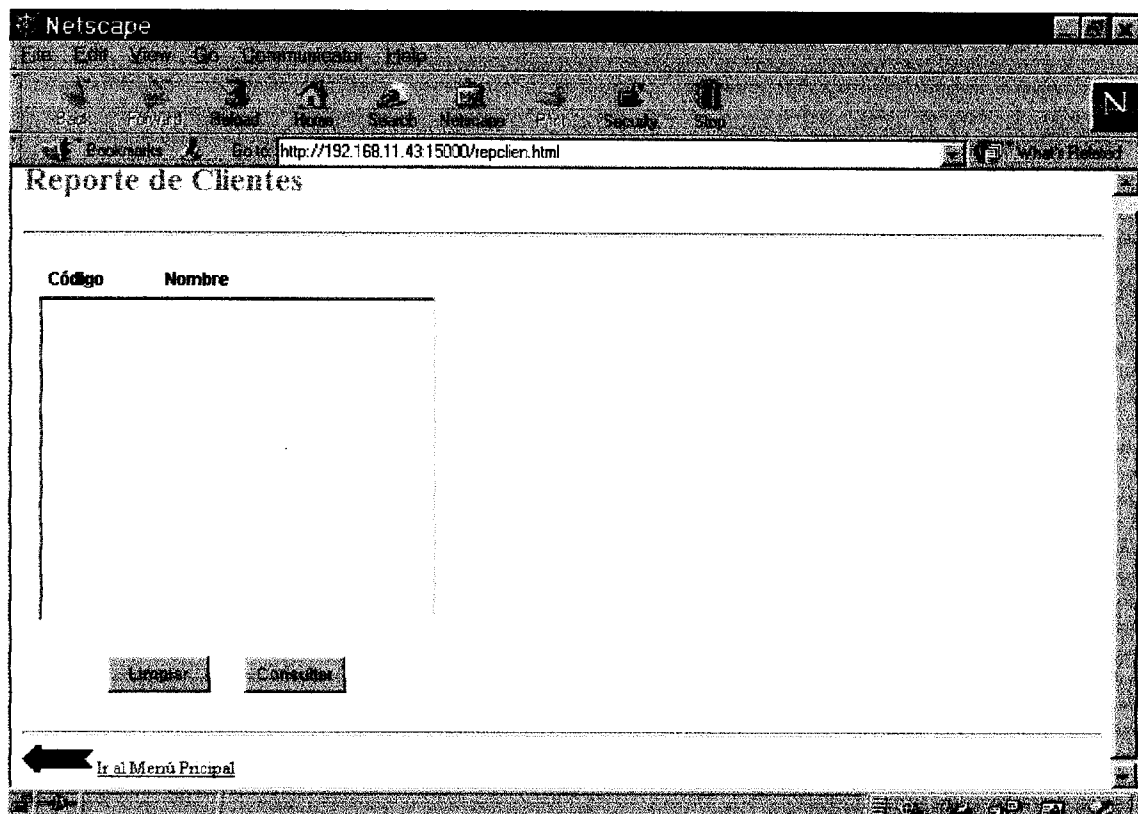 Netscape
File Edit View Go Communicator Help
Back Forward Reload Home Search Netscape Print Security Stop
N
Bookmarks Go to http://192.168.11.43:15000/repclien.html What's Related
Reporte de Clientes
Código Nombre
Limpiar Consultar
Ir al Menú Pncipal